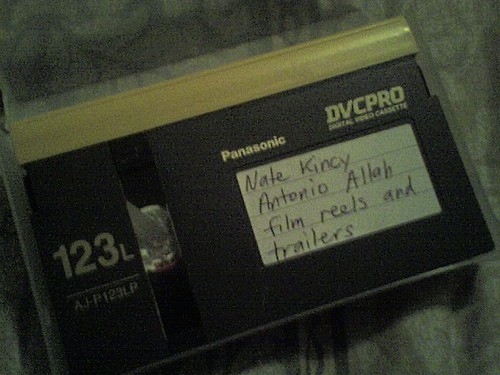 DVCPRO
DIGITAL VIDEO CASSETTE
Panasonic
Nate Kincy
Antonio Allah
film reels and
trailers
123L
AJ-P123LP